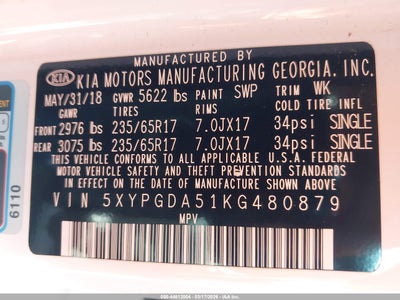 MANUFACTURED BY
KIA KIA MOTORS MANUFACTURING GEORGIA, INC.
MAY/31/18 GVWR 5622 lbs PAINT SWP TRIM WK
GAWR TIRES RIMS COLD TIRE INFL
FRONT 2976 lbs 235/65R17 7.0JX17 34psi SINGLE
REAR 3075 lbs 235/65R17 7.0JX17 34psi SINGLE
THIS VEHICLE CONFORMS TO ALL APPLICABLE U.S.A. FEDERAL MOTOR
VEHICLE SAFETY AND THEFT PREVENTION STANDARDS IN EFFECT ON
THE DATE OF MANUFACTURE SHOWN ABOVE.
VIN 5XYPGDA51KG480879
MPV
6110